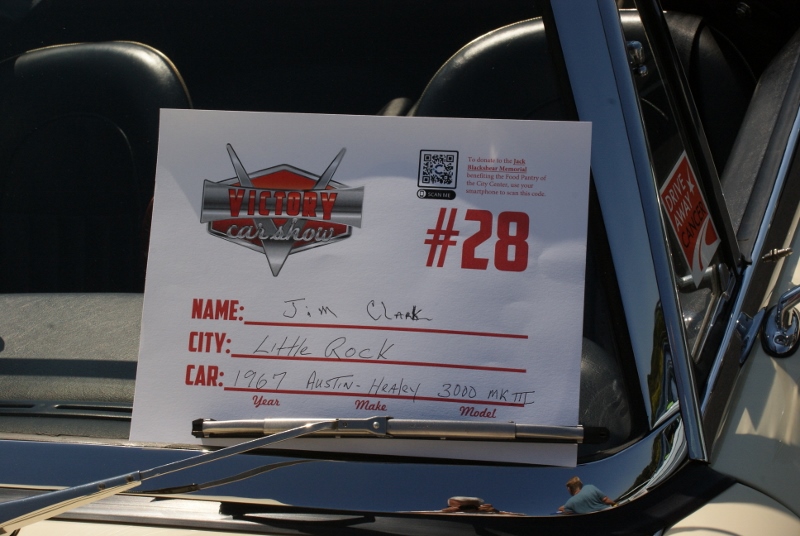 VICTORY
car show
SCAN ME
To donate to the Jack
Blackshear Memorial
benefiting the Food Pantry of
the City Center, use your
smartphone to scan this code.
#28
NAME: Jim Clark
CITY: Little Rock
CAR: 1967 Austin-Healey 3000 MK III
Year Make Model
DRIVE
AWAY
CANCER